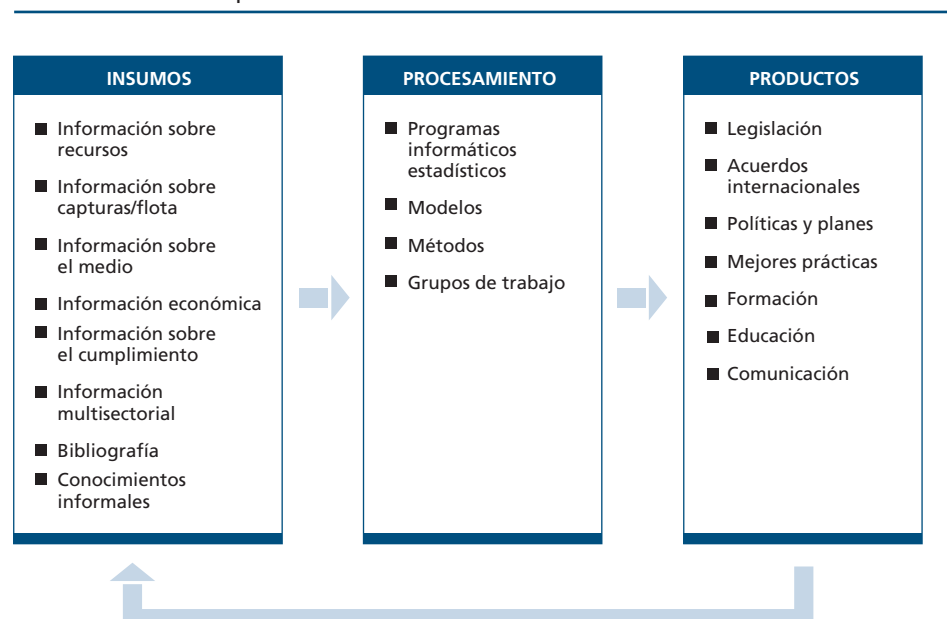 INSUMOS
Información sobre
recursos
Información sobre
capturas/flota
Información sobre
el medio
Información económica
Información sobre
el cumplimiento
Información
multisectorial
Bibliografía
Conocimientos
informales
PROCESAMIENTO
Programas
informáticos
estadísticos
Modelos
Métodos
Grupos de trabajo
PRODUCTOS
Legislación
Acuerdos
internacionales
Políticas y planes
Mejores prácticas
Formación
Educación
Comunicación